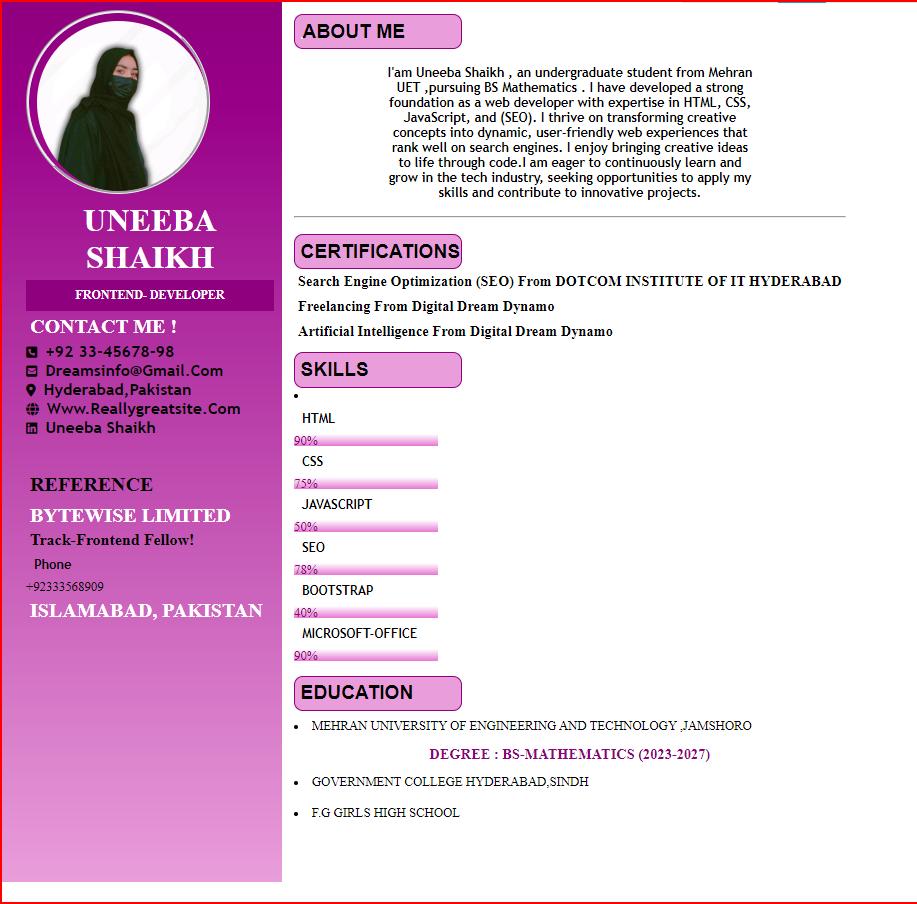 UNEEBA
SHAIKH
FRONTEND- DEVELOPER
CONTACT ME !
+92 33-45678-98
Dreamsinfo@Gmail.Com
Hyderabad,Pakistan
Www.Reallygreatsite.Com
Uneeba Shaikh
REFERENCE
BYTEWISE LIMITED
Track-Frontend Fellow!
Phone
+92333568909
ISLAMABAD, PAKISTAN
ABOUT ME
I'am Uneeba Shaikh , an undergraduate student from Mehran
UET ,pursuing BS Mathematics . I have developed a strong
foundation as a web developer with expertise in HTML, CSS,
JavaScript, and (SEO). I thrive on transforming creative
concepts into dynamic, user-friendly web experiences that
rank well on search engines. I enjoy bringing creative ideas
to life through code.I am eager to continuously learn and
grow in the tech industry, seeking opportunities to apply my
skills and contribute to innovative projects.
CERTIFICATIONS
Search Engine Optimization (SEO) From DOTCOM INSTITUTE OF IT HYDERABAD
Freelancing From Digital Dream Dynamo
Artificial Intelligence From Digital Dream Dynamo
SKILLS
•
HTML
90%
CSS
75%
JAVASCRIPT
50%
SEO
78%
BOOTSTRAP
40%
MICROSOFT-OFFICE
90%
EDUCATION
• MEHRAN UNIVERSITY OF ENGINEERING AND TECHNOLOGY ,JAMSHORO
DEGREE : BS-MATHEMATICS (2023-2027)
• GOVERNMENT COLLEGE HYDERABAD,SINDH
• F.G GIRLS HIGH SCHOOL